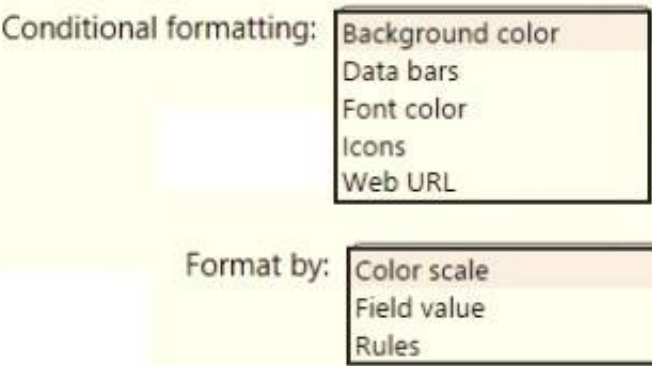 Conditional formatting:
Background color
Data bars
Font color
Icons
Web URL
Format by:
Color scale
Field value
Rules